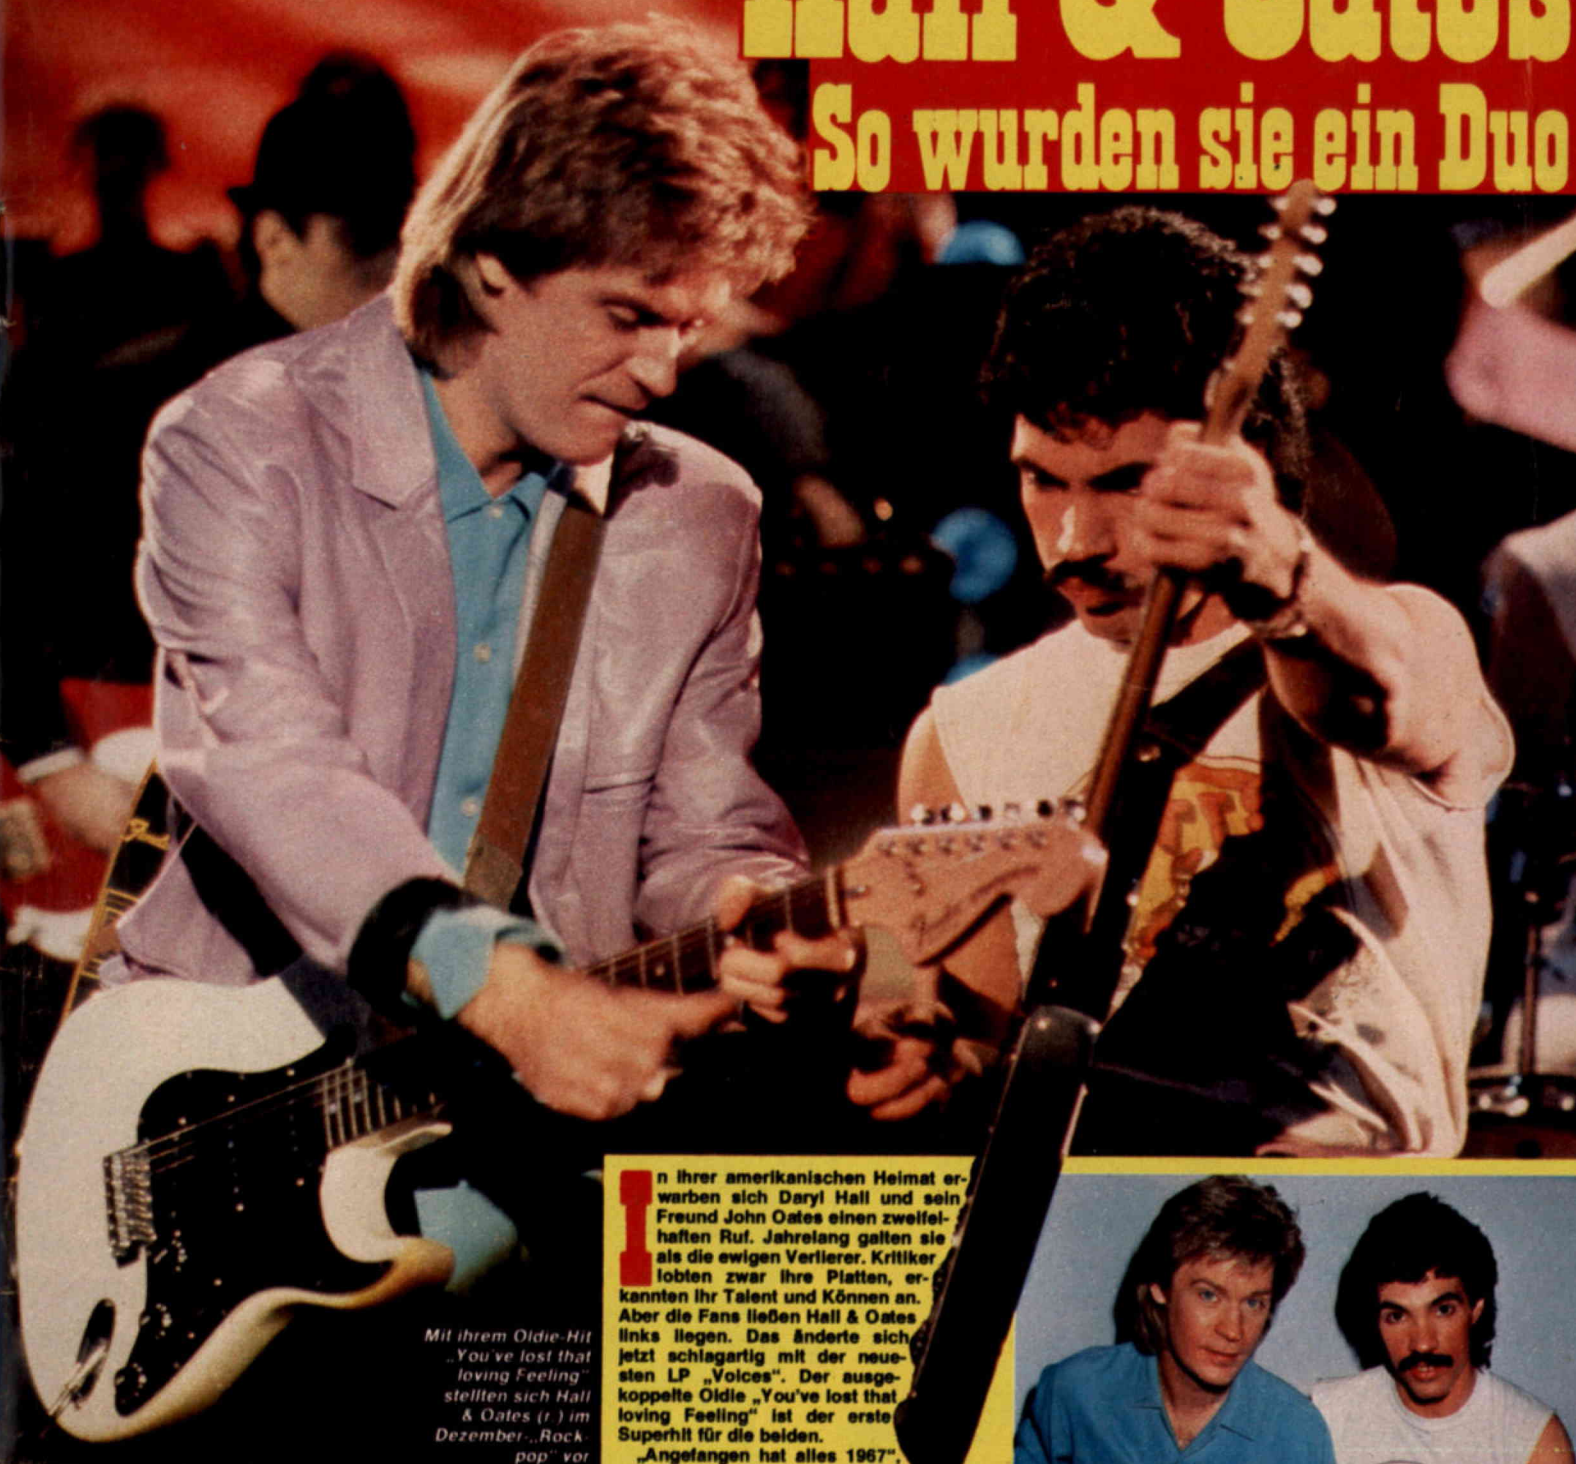 Hall & Oates
So wurden sie ein Duo
In ihrer amerikanischen Heimat er-
warben sich Daryl Hall und sein
Freund John Oates einen zweifel-
haften Ruf. Jahrelang galten sie
als die ewigen Verlierer. Kritiker
lobten zwar ihre Platten, er-
kannten ihr Talent und Können an.
Aber die Fans ließen Hall & Oates
links liegen. Das änderte sich
jetzt schlagartig mit der neue-
sten LP „Voices“. Der ausge-
koppelte Oldie „You've lost that
loving Feeling“ ist der erste
Superhit für die beiden.
„Angefangen hat alles 1967“,
Mit ihrem Oldie-Hit
„You've lost that
loving Feeling“
stellten sich Hall
& Oates (r.) im
Dezember-„Rock-
pop“ vor